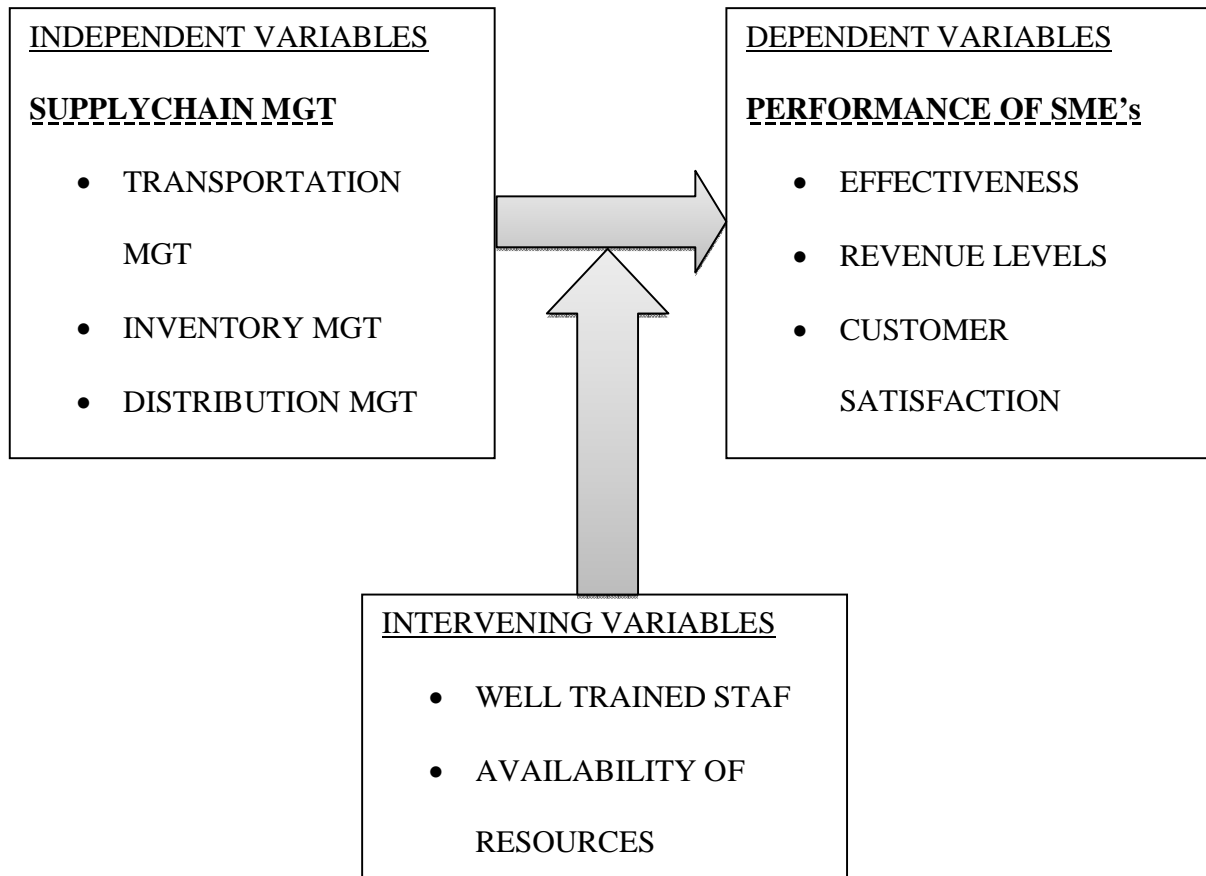 INDEPENDENT VARIABLES
SUPPLYCHAIN MGT
• TRANSPORTATION
MGT
• INVENTORY MGT
• DISTRIBUTION MGT
DEPENDENT VARIABLES
PERFORMANCE OF SME's
• EFFECTIVENESS
• REVENUE LEVELS
• CUSTOMER
SATISFACTION
INTERVENING VARIABLES
• WELL TRAINED STAF
• AVAILABILITY OF
RESOURCES